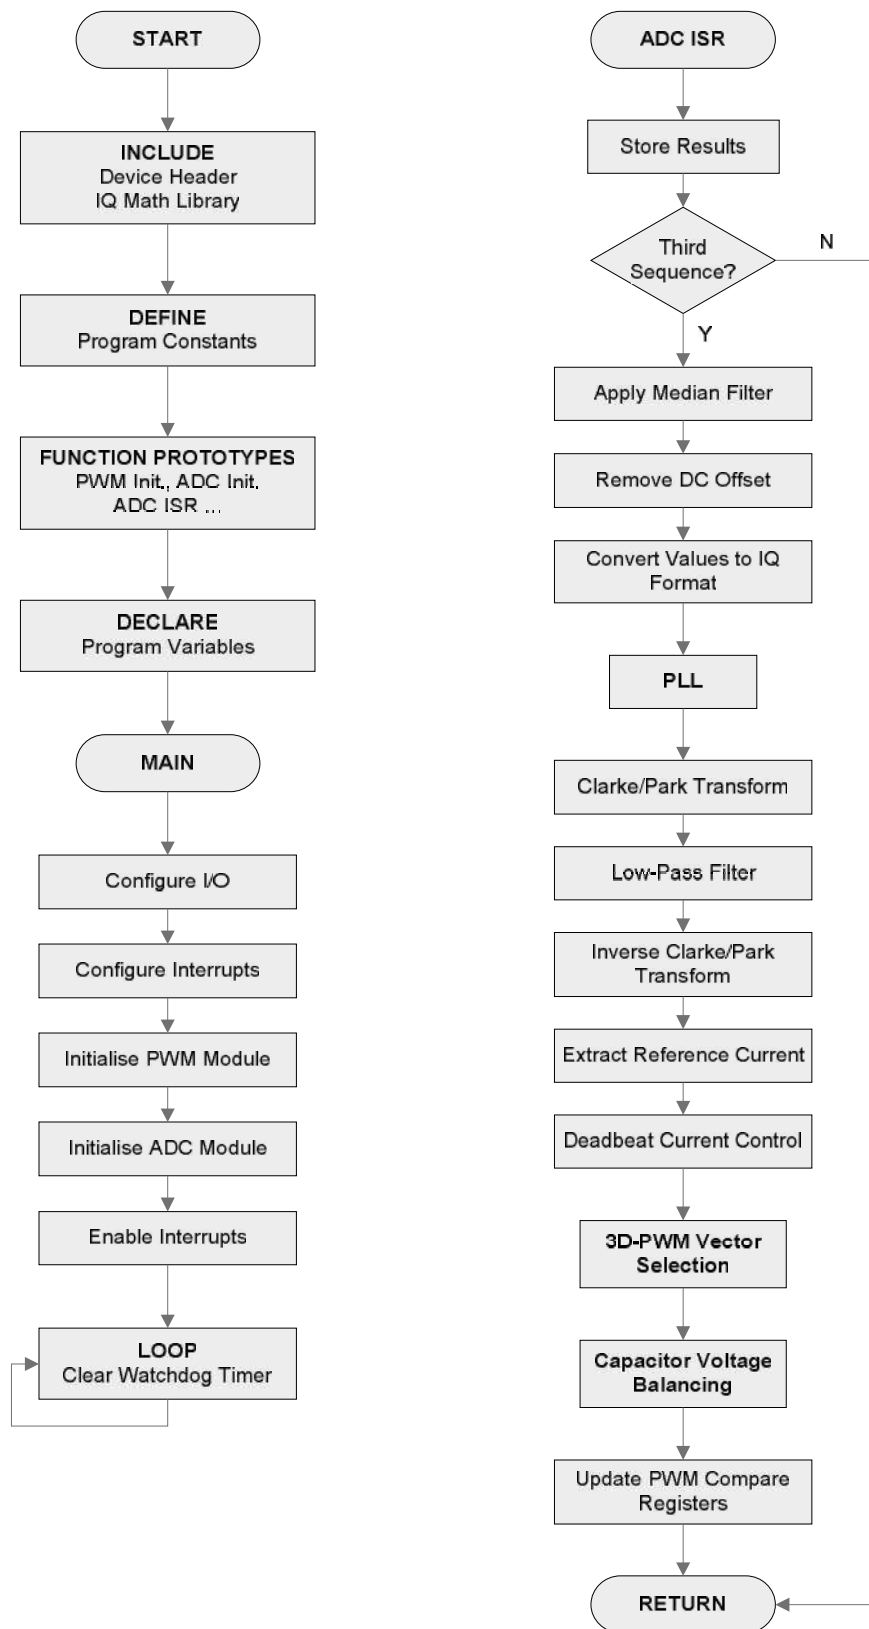 START
INCLUDE
Device Header
IQ Math Library
DEFINE
Program Constants
FUNCTION PROTOTYPES
PWM Init., ADC Init.
ADC ISR ...
DECLARE
Program Variables
MAIN
Configure I/O
Configure Interrupts
Initialise PWM Module
Initialise ADC Module
Enable Interrupts
LOOP
Clear Watchdog Timer
ADC ISR
Store Results
Third
Sequence?
N
Y
Apply Median Filter
Remove DC Offset
Convert Values to IQ
Format
PLL
Clarke/Park Transform
Low-Pass Filter
Inverse Clarke/Park
Transform
Extract Reference Current
Deadbeat Current Control
3D-PWM Vector
Selection
Capacitor Voltage
Balancing
Update PWM Compare
Registers
RETURN